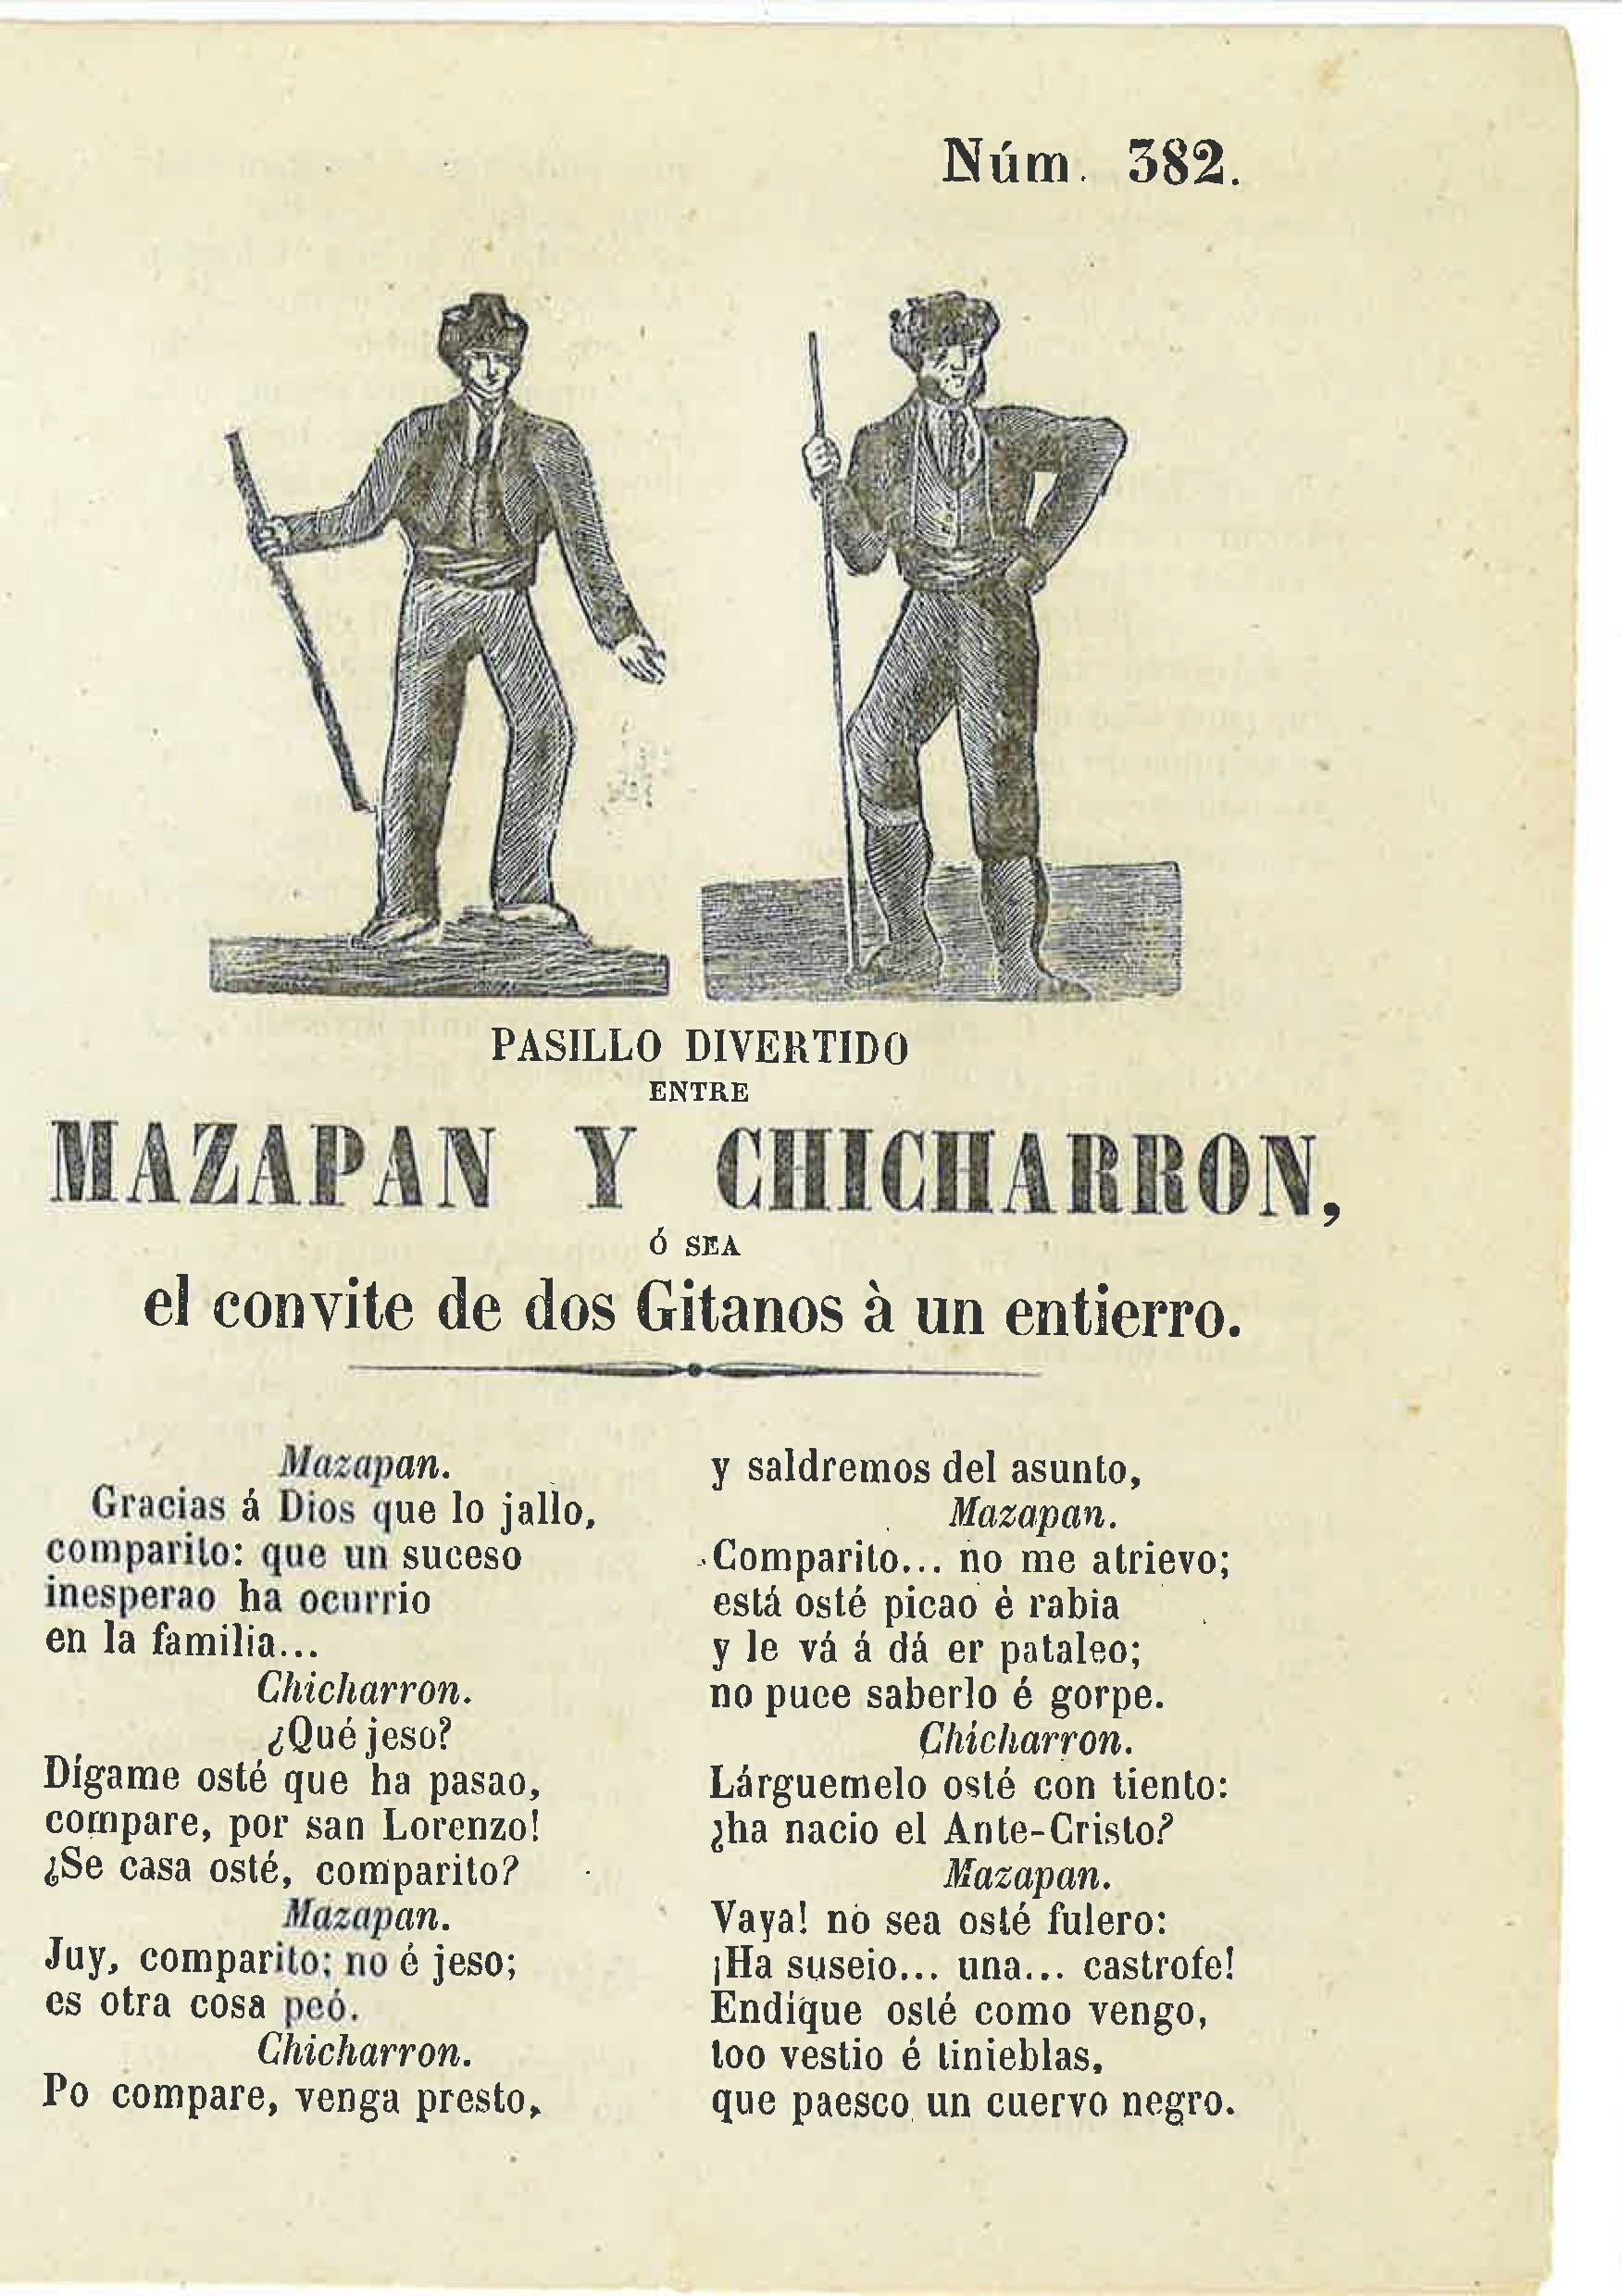 Núm. 382.
PASILLO DIVERTIDO
ENTRE
MAZAPAN Y CHICHARRON,
Ó SEA
el convite de dos Gitanos à un entierro.
Mazapan.
Gracias á Dios que lo jallo,
comparito: que un suceso
inesperao ha ocurrio
en la familia...
Chicharron.
¿Qué jeso?
Dígame osté que ha pasao,
compare, por san Lorenzo!
¿Se casa osté, comparito?
Mazapan.
Juy, comparito; no é jeso;
es otra cosa peó.
Chicharron.
Po compare, venga presto,
y saldremos del asunto,
Mazapan.
Comparito... no me atrievo;
está osté picao è rabia
y le vá á dá er pataleo;
no puce saberlo é gorpe.
Chicharron.
Lárguemelo osté con tiento:
¿ha nacio el Ante-Cristo?
Mazapan.
Vaya! no sea osté fulero:
¡Ha suseio... una... castrofe!
Endique osté como vengo,
too vestio é tinieblas,
que paesco un cuervo negro.